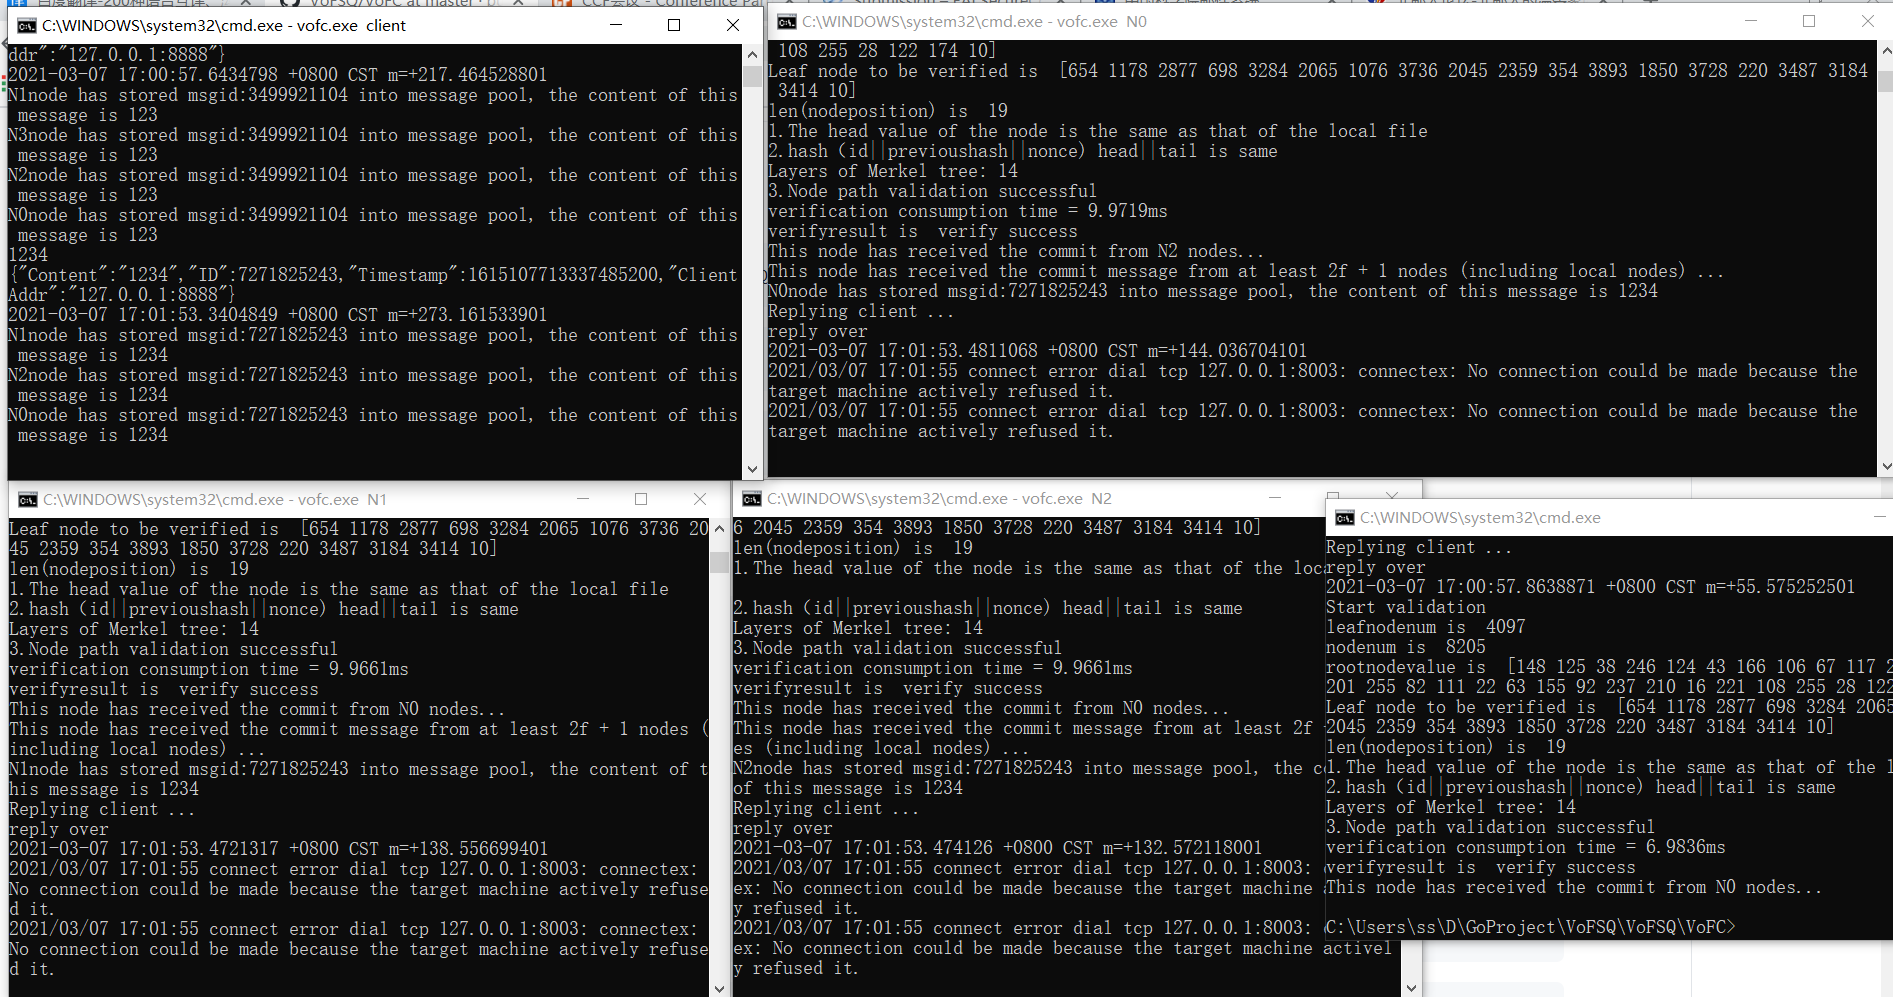 C:\WINDOWS\system32\cmd.exe - vofc.exe  client
ddr":"127.0.0.1:8888"}
2021-03-07 17:00:57.6434798 +0800 CST m=+217.464528801
N1node has stored msgid:3499921104 into message pool, the content of this
 message is 123
N3node has stored msgid:3499921104 into message pool, the content of this
 message is 123
N2node has stored msgid:3499921104 into message pool, the content of this
 message is 123
N0node has stored msgid:3499921104 into message pool, the content of this
 message is 123
1234
{"Content":"1234","ID":7271825243,"Timestamp":1615107713337485200,"Client
Addr":"127.0.0.1:8888"}
2021-03-07 17:01:53.3404849 +0800 CST m=+273.161533901
N1node has stored msgid:7271825243 into message pool, the content of this
 message is 1234
N2node has stored msgid:7271825243 into message pool, the content of this
 message is 1234
N0node has stored msgid:7271825243 into message pool, the content of this
 message is 1234
C:\WINDOWS\system32\cmd.exe - vofc.exe  N0
 108 255 28 122 174 10]
Leaf node to be verified is  [654 1178 2877 698 3284 2065 1076 3736 2045 2359 354 3893 1850 3728 220 3487 3184
 3414 10]
len(nodeposition) is  19
1.The head value of the node is the same as that of the local file
2.hash (id||previoushash||nonce) head||tail is same
Layers of Merkel tree: 14
3.Node path validation successful
verification consumption time = 9.9719ms
verifyresult is  verify success
This node has received the commit from N2 nodes...
This node has received the commit message from at least 2f + 1 nodes (including local nodes) ...
N0node has stored msgid:7271825243 into message pool, the content of this message is 1234
Replying client ...
reply over
2021-03-07 17:01:53.4811068 +0800 CST m=+144.036704101
2021/03/07 17:01:55 connect error dial tcp 127.0.0.1:8003: connectex: No connection could be made because the
target machine actively refused it.
2021/03/07 17:01:55 connect error dial tcp 127.0.0.1:8003: connectex: No connection could be made because the
target machine actively refused it.
C:\WINDOWS\system32\cmd.exe - vofc.exe  N1
Leaf node to be verified is  [654 1178 2877 698 3284 2065 1076 3736 20
45 2359 354 3893 1850 3728 220 3487 3184 3414 10]
len(nodeposition) is  19
1.The head value of the node is the same as that of the local file
2.hash (id||previoushash||nonce) head||tail is same
Layers of Merkel tree: 14
3.Node path validation successful
verification consumption time = 9.9661ms
verifyresult is  verify success
This node has received the commit from N0 nodes...
This node has received the commit message from at least 2f + 1 nodes (
including local nodes) ...
N1node has stored msgid:7271825243 into message pool, the content of t
his message is 1234
Replying client ...
reply over
2021-03-07 17:01:53.4721317 +0800 CST m=+138.556699401
2021/03/07 17:01:55 connect error dial tcp 127.0.0.1:8003: connectex:
No connection could be made because the target machine actively refuse
d it.
2021/03/07 17:01:55 connect error dial tcp 127.0.0.1:8003: connectex:
No connection could be made because the target machine actively refuse
d it.
C:\WINDOWS\system32\cmd.exe - vofc.exe  N2
6 2045 2359 354 3893 1850 3728 220 3487 3184 3414 10]
len(nodeposition) is  19
1.The head value of the node is the same as that of the loc
2.hash (id||previoushash||nonce) head||tail is same
Layers of Merkel tree: 14
3.Node path validation successful
verification consumption time = 9.9661ms
verifyresult is  verify success
This node has received the commit from N0 nodes...
This node has received the commit message from at least 2f
es (including local nodes) ...
N2node has stored msgid:7271825243 into message pool, the c
of this message is 1234
Replying client ...
reply over
2021-03-07 17:01:53.474126 +0800 CST m=+132.572118001
2021/03/07 17:01:55 connect error dial tcp 127.0.0.1:8003:
ex: No connection could be made because the target machine
y refused it.
2021/03/07 17:01:55 connect error dial tcp 127.0.0.1:8003:
ex: No connection could be made because the target machine activel
y refused it.
C:\WINDOWS\system32\cmd.exe
Replying client ...
reply over
2021-03-07 17:00:57.8638871 +0800 CST m=+55.575252501
Start validation
leafnodenum is  4097
nodenum is  8205
rootnodevalue is  [148 125 38 246 124 43 166 106 67 117 2
201 255 82 111 22 63 155 92 237 210 16 221 108 255 28 122
Leaf node to be verified is  [654 1178 2877 698 3284 2065
2045 2359 354 3893 1850 3728 220 3487 3184 3414 10]
len(nodeposition) is  19
1.The head value of the node is the same as that of the l
2.hash (id||previoushash||nonce) head||tail is same
Layers of Merkel tree: 14
3.Node path validation successful
verification consumption time = 6.9836ms
verifyresult is  verify success
This node has received the commit from N0 nodes...
C:\Users\ss\D\GoProject\VoFSQ\VoFSQ\VoFC>